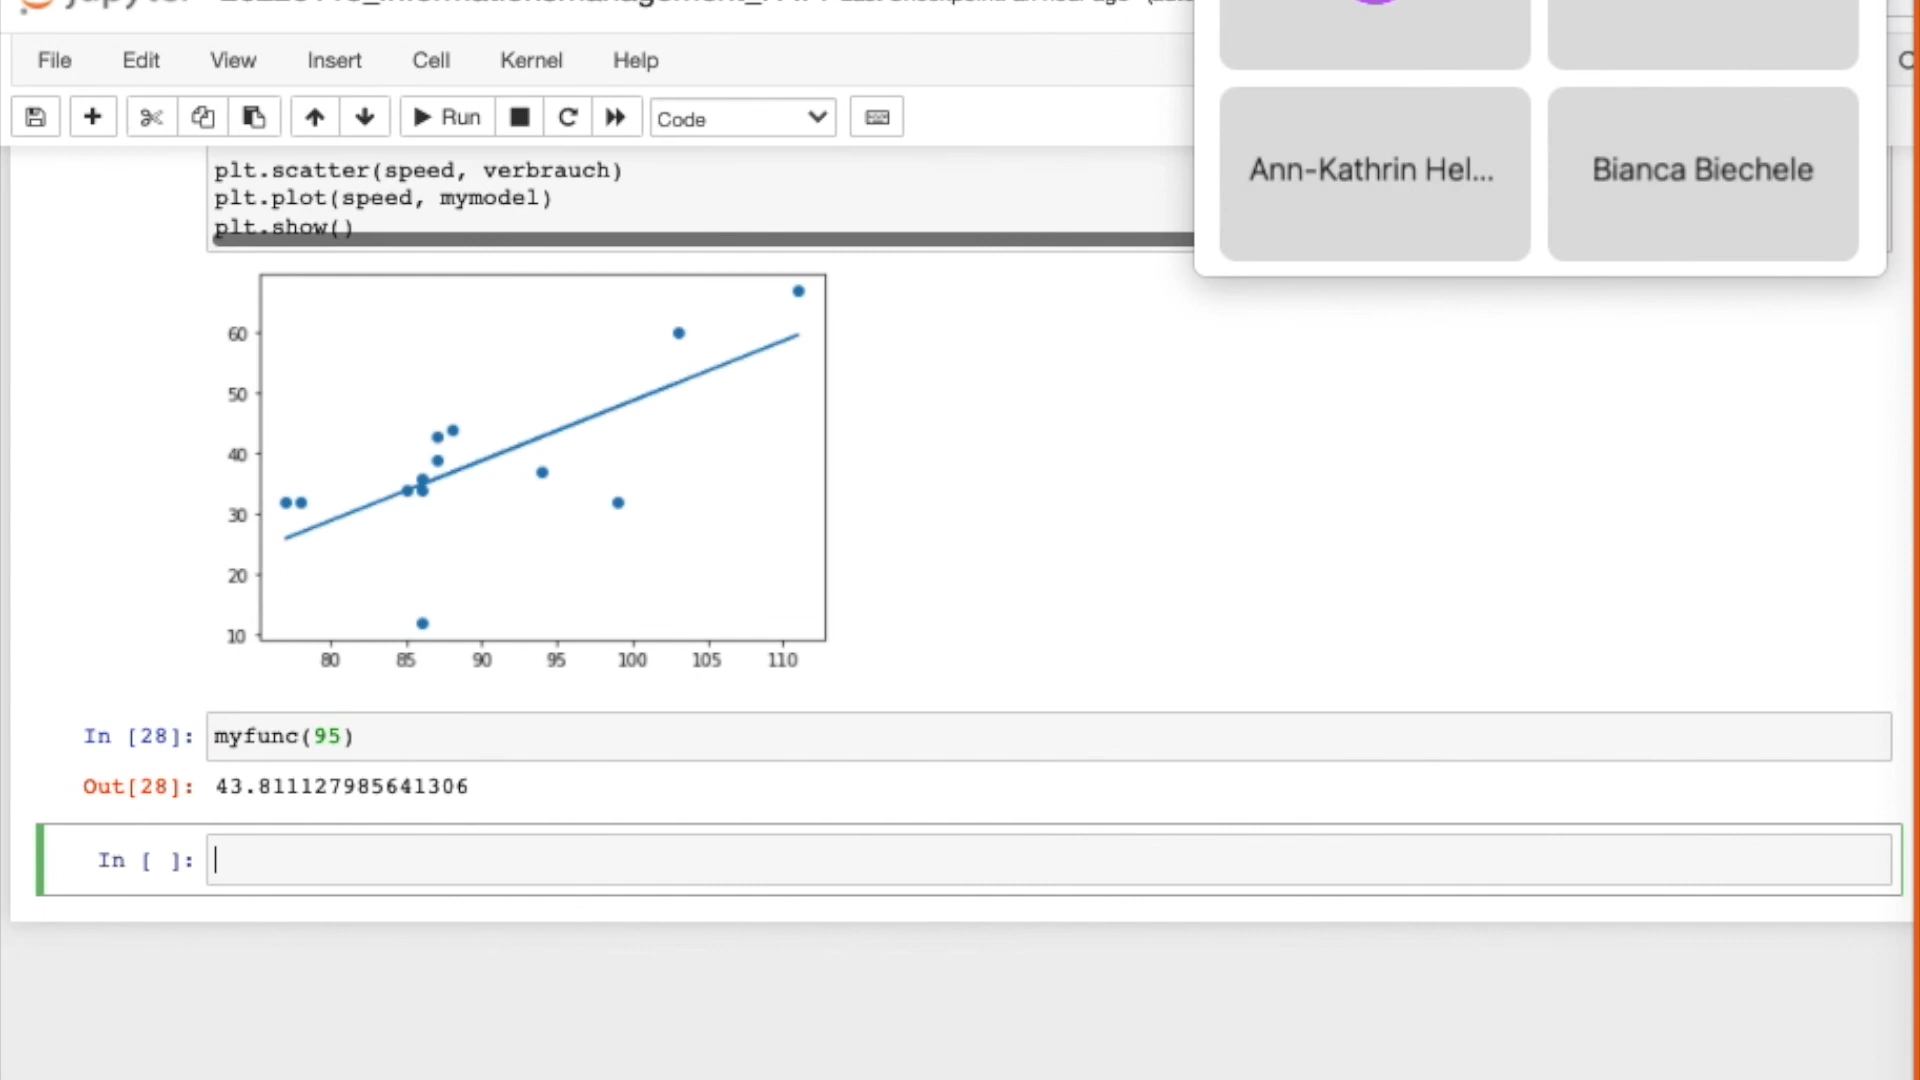 File Edit View Insert Cell Kernel Help
Run Code
Ann-Kathrin Hel... Bianca Biechele
plt.scatter(speed, verbrauch)
plt.plot(speed, mymodel)
plt.show()
60
50
40
30
20
10
80 85 90 95 100 105 110
In [28]: myfunc(95)
Out[28]: 43.811127985641306
In [ ]: